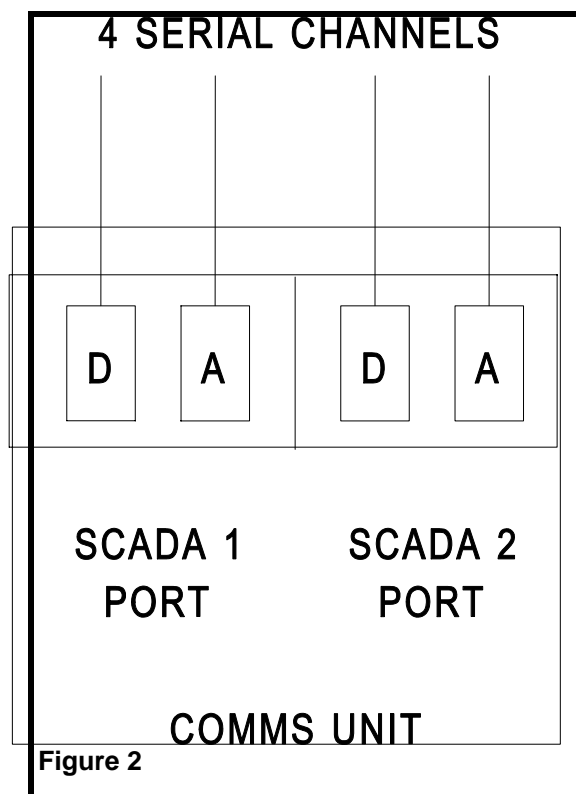 4 SERIAL CHANNELS
D A D A
SCADA 1 SCADA 2
PORT PORT
COMMS UNIT
Figure 2